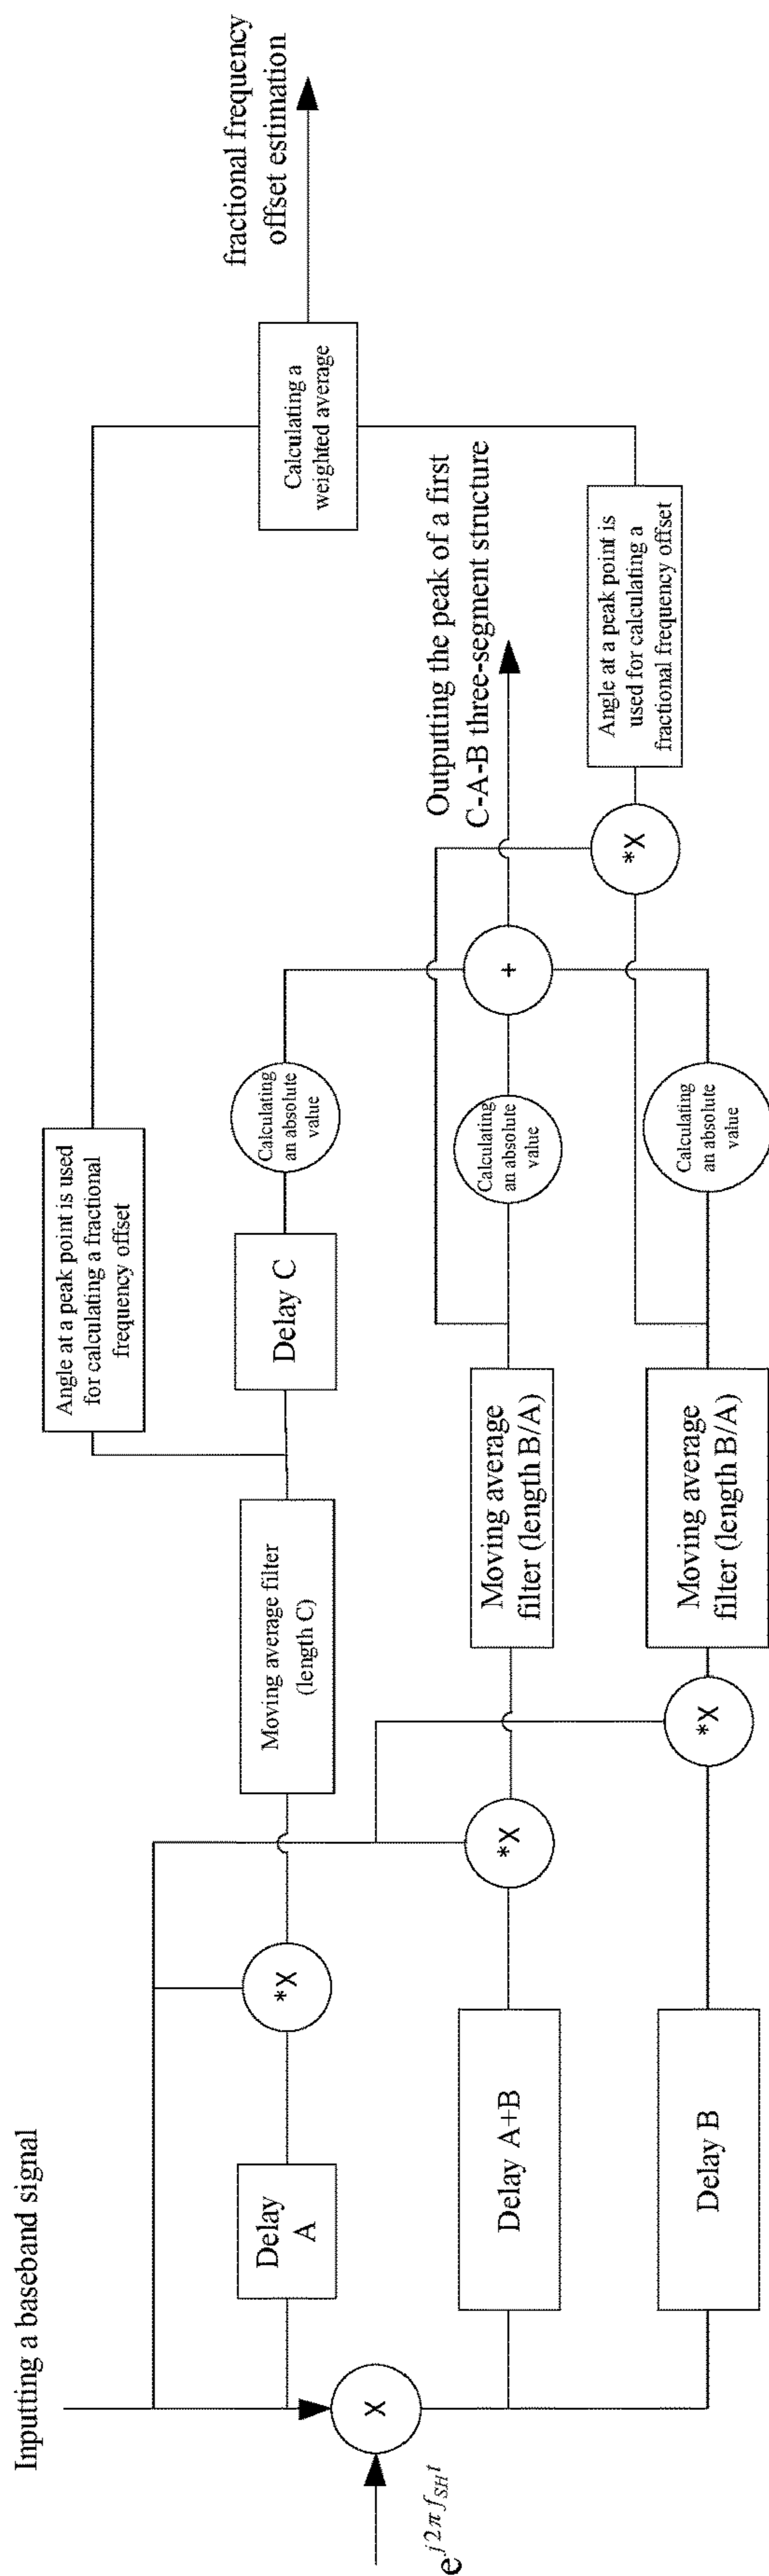 Inputting a baseband signal
e^{j2πf_{SH}t}
X
Delay
A
*X
Moving average filter
(length C)
Angle at a peak point is used
for calculating a fractional
frequency offset
Delay C
Calculating
an absolute
value
Delay A+B
*X
Moving average
filter (length B/A)
Calculating
an absolute
value
+
Outputting the peak of a first
C-A-B three-segment structure
Delay B
*X
Moving average
filter (length B/A)
Calculating
an absolute
value
*X
Angle at a peak point is
used for calculating a
fractional frequency offset
Calculating a
weighted average
fractional frequency
offset estimation